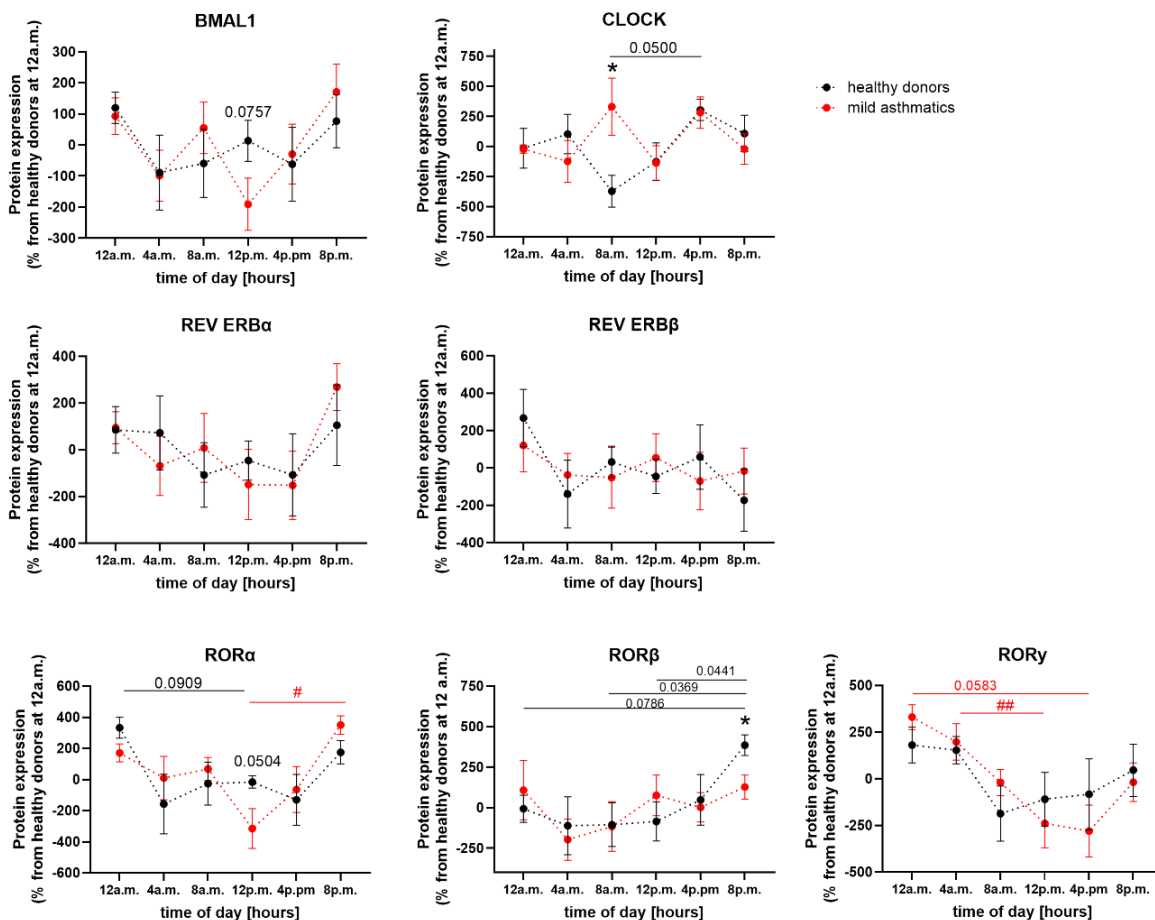 BMAL1
Protein expression
(% from healthy donors at 12a.m.)
300
200
100
0
-100
-200
-300
0.0757
12a.m. 4a.m. 8a.m. 12p.m. 4p.pm 8p.m.
time of day [hours]
CLOCK
Protein expression
(% from healthy donors at 12a.m.)
750
500
250
0
-250
-500
-750
0.0500
*
12a.m. 4a.m. 8a.m. 12p.m. 4p.m. 8p.m.
time of day [hours]
healthy donors
mild asthmatics
REV ERBα
Protein expression
(% from healthy donors at 12a.m.)
400
200
0
-200
-400
12a.m. 4a.m. 8a.m. 12p.m. 4p.pm 8p.m.
time of day [hours]
REV ERBβ
Protein expression
(% from healthy donors at 12a.m.)
600
400
200
0
-200
-400
12a.m. 4a.m. 8a.m. 12p.m. 4p.m. 8p.m.
time of day [hours]
RORα
Protein expression
(% from healthy donors at 12a.m.)
600
400
200
0
-200
-400
-600
0.0909
#
0.0504
12a.m. 4a.m. 8a.m. 12p.m. 4p.pm 8p.m.
time of day [hours]
RORβ
Protein expression
(% from healthy donors at 12 a.m.)
750
500
250
0
-250
0.0441
0.0369
0.0786
*
12a.m. 4a.m. 8a.m. 12p.m. 4p.m. 8p.m.
time of day [hours]
RORy
Protein expression
(% from healthy donors at 12a.m.)
500
250
0
-250
-500
0.0583
##
12a.m. 4a.m. 8a.m. 12p.m. 4p.pm 8p.m.
time of day [hours]